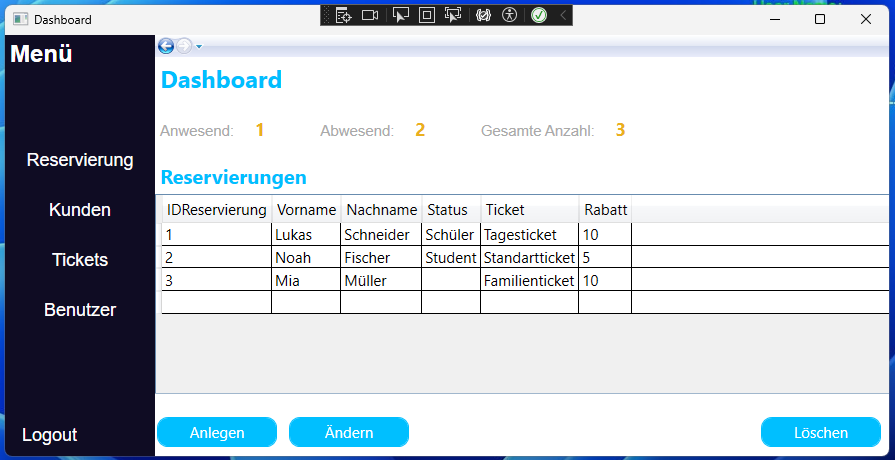 Dashboard
Menü
Dashboard
Anwesend: 1 Abwesend: 2 Gesamte Anzahl: 3
Reservierung
Kunden
Tickets
Benutzer
Logout
Reservierungen
IDReservierung Vorname Nachname Status Ticket Rabatt
1 Lukas Schneider Schüler Tagesticket 10
2 Noah Fischer Student Standartticket 5
3 Mia Müller Familienticket 10
Anlegen Ändern Löschen